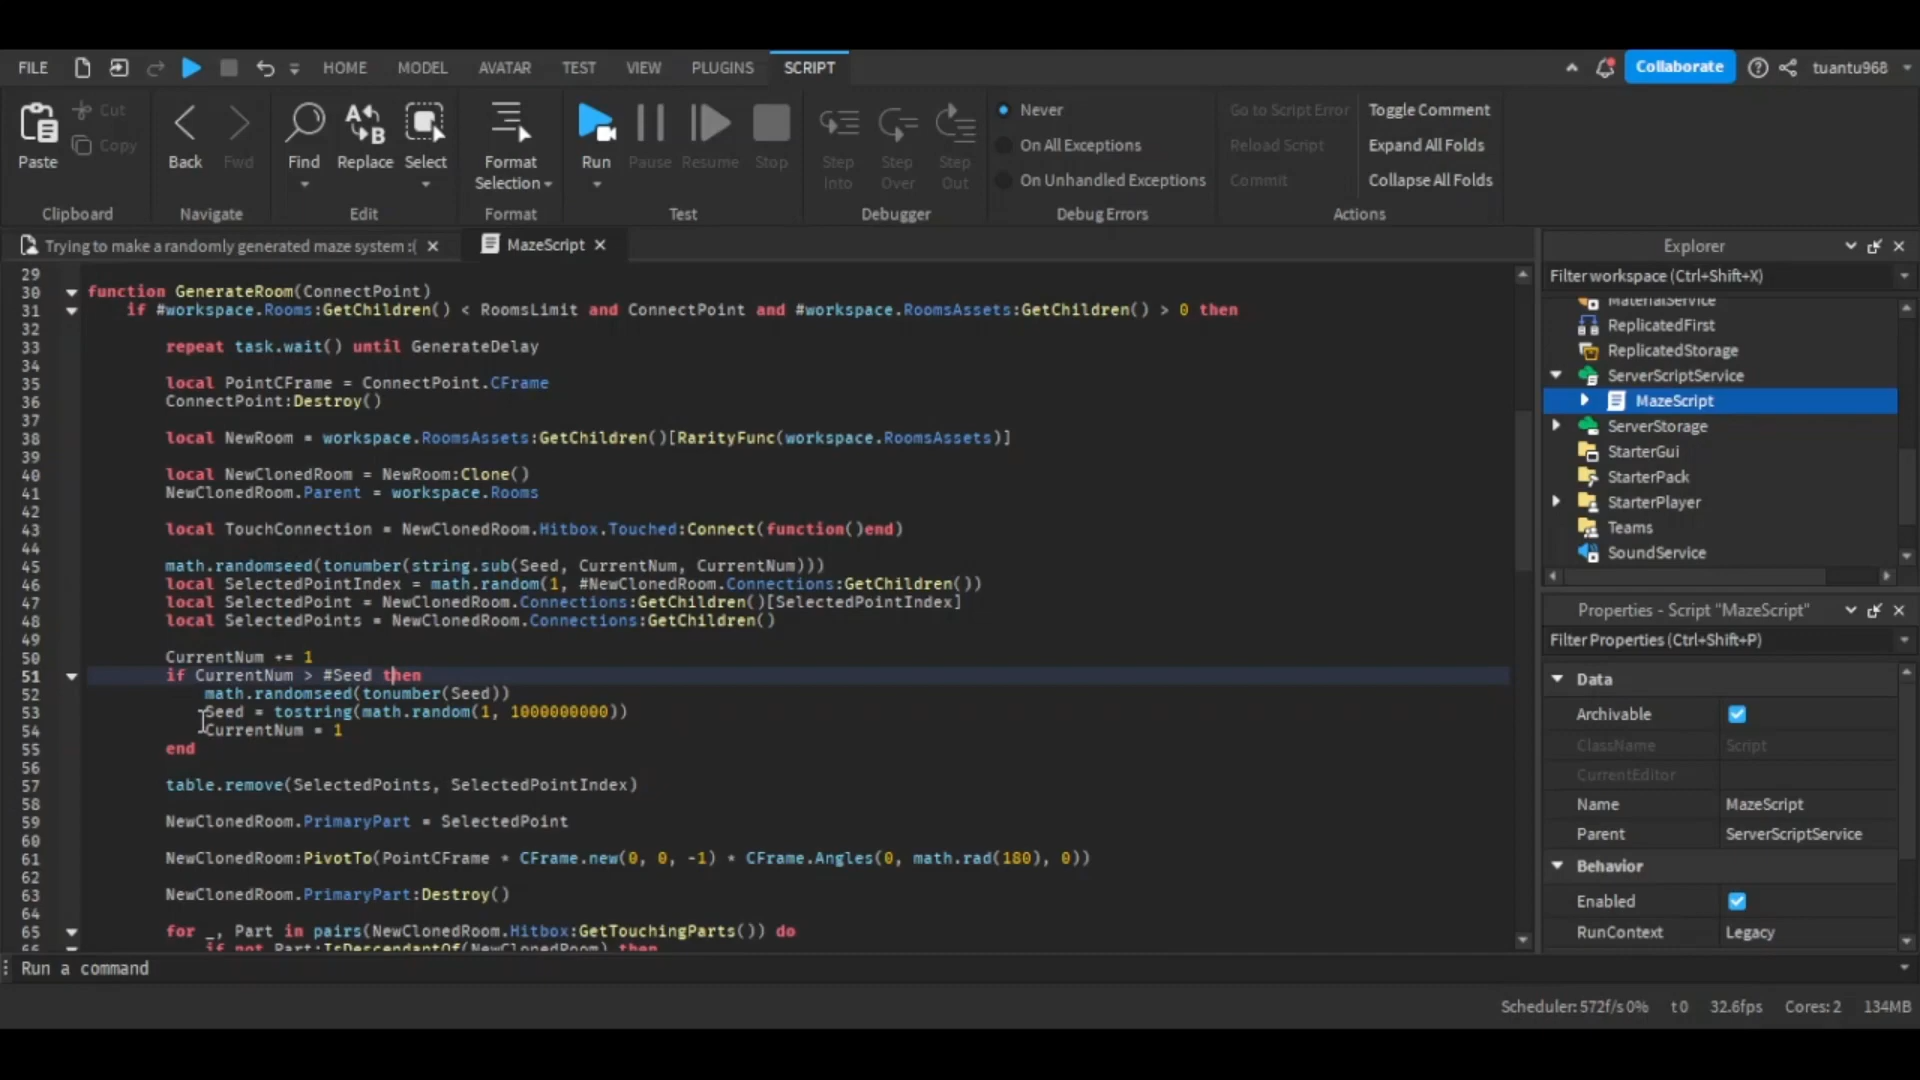 FILE HOME MODEL AVATAR TEST VIEW PLUGINS SCRIPT Collaborate tuantu968
Paste Cut Copy Back Fwd Find Replace Select Format Selection Run Pause Resume Stop Step Into Step Over Step Out
Never
On All Exceptions
On Unhandled Exceptions
Go to Script Error
Reload Script
Commit
Toggle Comment
Expand All Folds
Collapse All Folds
Clipboard Navigate Edit Format Test Debugger Debug Errors Actions
Trying to make a randomly generated maze system :( MazeScript
29
30 function GenerateRoom(ConnectPoint)
31 if #workspace.Rooms:GetChildren() < RoomsLimit and ConnectPoint and #workspace.RoomsAssets:GetChildren() > 0 then
32
33 repeat task.wait() until GenerateDelay
34
35 local PointCFrame = ConnectPoint.CFrame
36 ConnectPoint:Destroy()
37
38 local NewRoom = workspace.RoomsAssets:GetChildren()[RarityFunc(workspace.RoomsAssets)]
39
40 local NewClonedRoom = NewRoom:Clone()
41 NewClonedRoom.Parent = workspace.Rooms
42
43 local TouchConnection = NewClonedRoom.Hitbox.Touched:Connect(function()end)
44
45 math.randomseed(tonumber(string.sub(Seed, CurrentNum, CurrentNum)))
46 local SelectedPointIndex = math.random(1, #NewClonedRoom.Connections:GetChildren())
47 local SelectedPoint = NewClonedRoom.Connections:GetChildren()[SelectedPointIndex]
48 local SelectedPoints = NewClonedRoom.Connections:GetChildren()
49
50 CurrentNum += 1
51 if CurrentNum > #Seed then
52 math.randomseed(tonumber(Seed))
53 Seed = tostring(math.random(1, 1000000000))
54 CurrentNum = 1
55 end
56
57 table.remove(SelectedPoints, SelectedPointIndex)
58
59 NewClonedRoom.PrimaryPart = SelectedPoint
60
61 NewClonedRoom:PivotTo(PointCFrame * CFrame.new(0, 0, -1) * CFrame.Angles(0, math.rad(180), 0))
62
63 NewClonedRoom.PrimaryPart:Destroy()
64
65 for _, Part in pairs(NewClonedRoom.Hitbox:GetTouchingParts()) do
66 if not Part:IsDescendantOf(NewClonedRoom) then
Run a command
Explorer
Filter workspace (Ctrl+Shift+X)
MaterialService
ReplicatedFirst
ReplicatedStorage
ServerScriptService
MazeScript
ServerStorage
StarterGui
StarterPack
StarterPlayer
Teams
SoundService
Properties - Script "MazeScript"
Filter Properties (Ctrl+Shift+P)
Data
Archivable
ClassName Script
CurrentEditor
Name MazeScript
Parent ServerScriptService
Behavior
Enabled
RunContext Legacy
Scheduler:572f/s0% t0 32.6fps Cores: 2 134MB